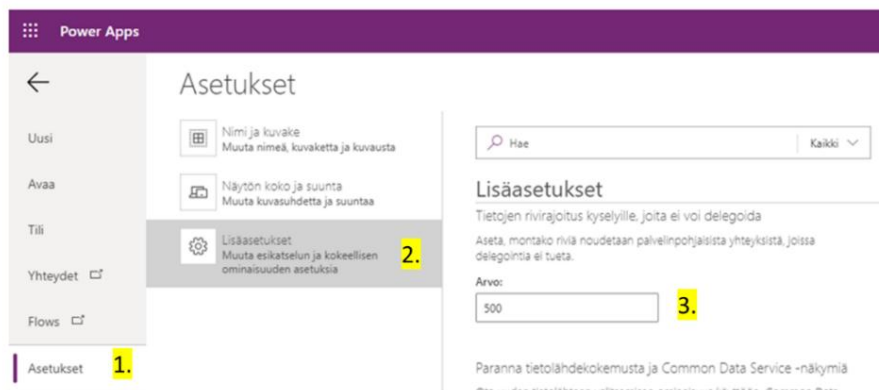 Power Apps
Asetukset
Uusi
Avaa
Tili
Yhteydet
Flows
Asetukset 1.
Nimi ja kuvake
Muuta nimeä, kuvaketta ja kuvausta
Näytön koko ja suunta
Muuta kuvasuhdetta ja suuntaa
Lisäasetukset
Muuta esikatselun ja kokeellisen 2.
ominaisuuden asetuksia
Hae Kaikki
Lisäasetukset
Tietojen rivirajoitus kyselyille, joita ei voi delegoida
Aseta, montako riviä noudetaan palvelinpohjaisista yhteyksistä, joissa
delegointia ei tueta.
Arvo:
500 3.
Paranna tietolähdekokemusta ja Common Data Service -näkymiä